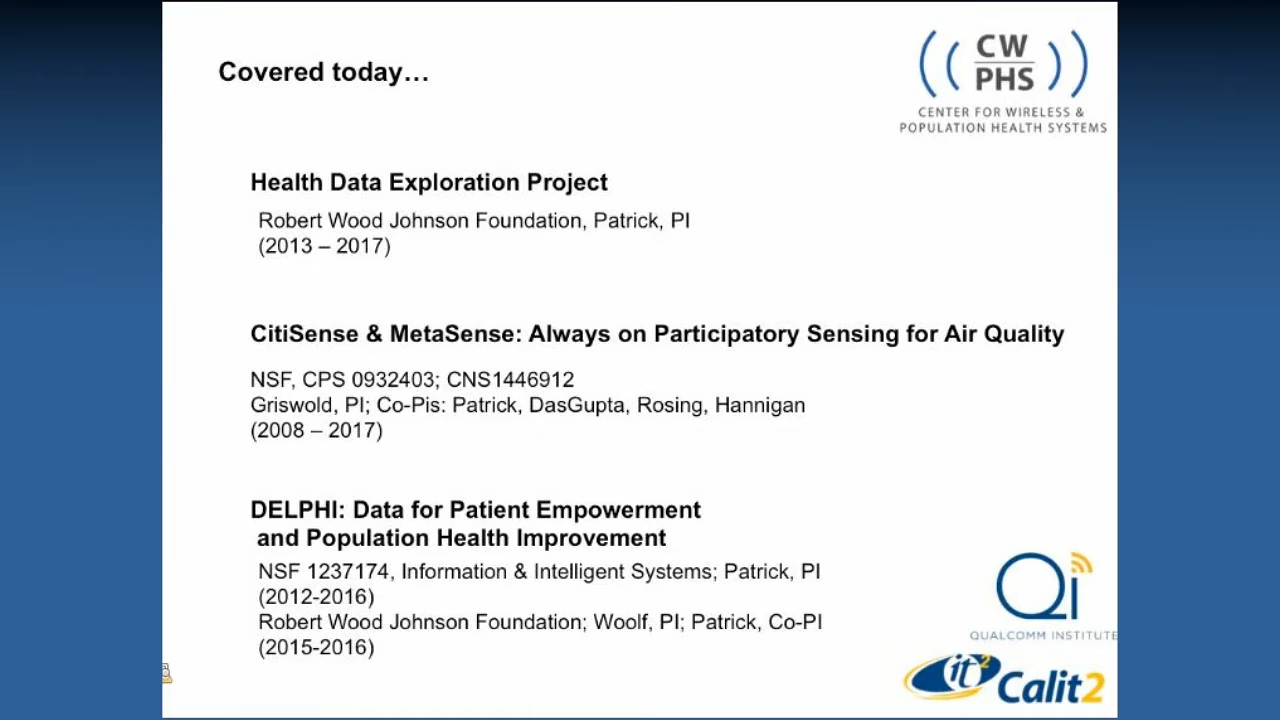 Covered today…
CW
PHS
CENTER FOR WIRELESS &
POPULATION HEALTH SYSTEMS
Health Data Exploration Project
Robert Wood Johnson Foundation, Patrick, PI
(2013 – 2017)
CitiSense & MetaSense: Always on Participatory Sensing for Air Quality
NSF, CPS 0932403; CNS1446912
Griswold, PI; Co-Pis: Patrick, DasGupta, Rosing, Hannigan
(2008 – 2017)
DELPHI: Data for Patient Empowerment
and Population Health Improvement
NSF 1237174, Information & Intelligent Systems; Patrick, PI
(2012-2016)
Robert Wood Johnson Foundation; Woolf, PI; Patrick, Co-PI
(2015-2016)
Qi
QUALCOMM INSTITUTE
it2
Calit2